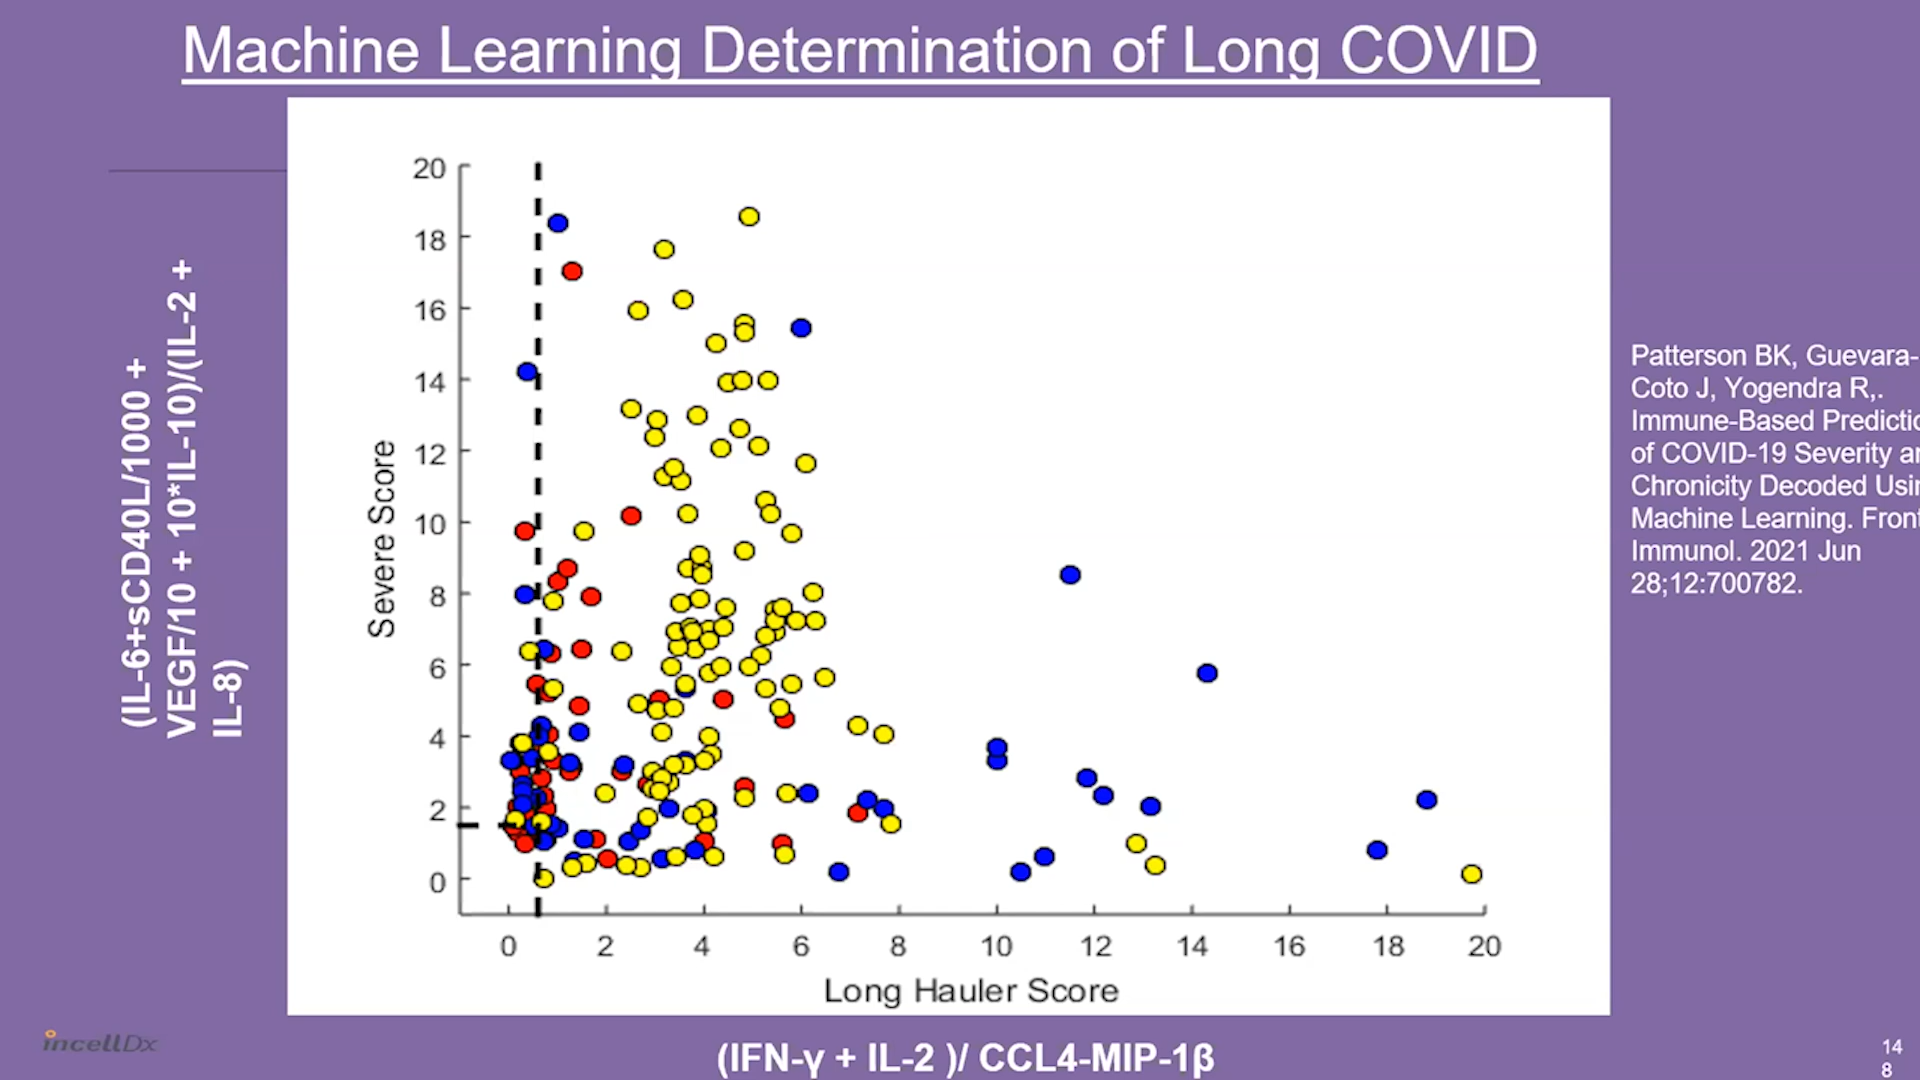 Machine Learning Determination of Long COVID
(IL-6+sCD40L/1000 +
VEGF/10 + 10*IL-10)/(IL-2 +
IL-8)
Severe Score
20
18
16
14
12
10
8
6
4
2
0
0 2 4 6 8 10 12 14 16 18 20
Long Hauler Score
(IFN-γ + IL-2 )/ CCL4-MIP-1β
Patterson BK, Guevara-
Coto J, Yogendra R,.
Immune-Based Predictio
of COVID-19 Severity an
Chronicity Decoded Usin
Machine Learning. Front
Immunol. 2021 Jun
28;12:700782.
incellDx
14
8